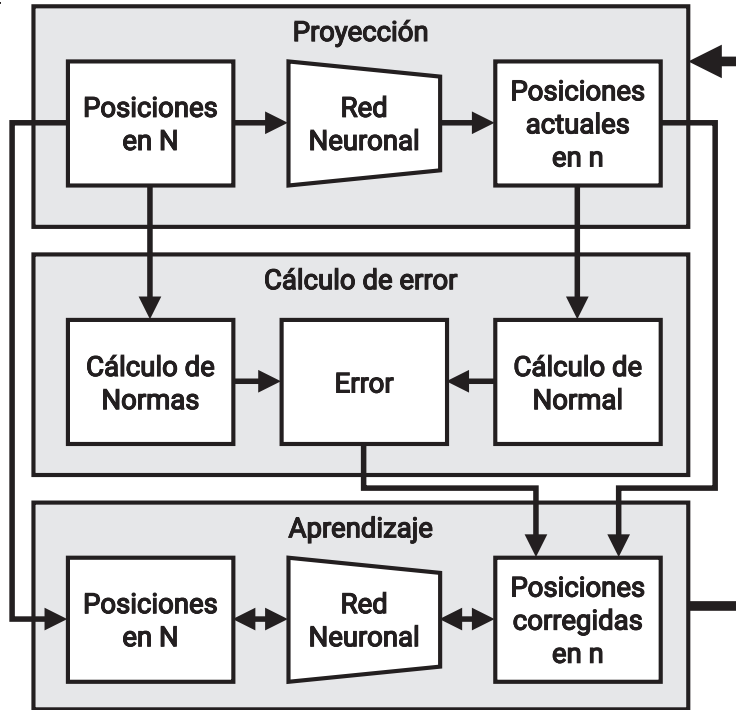 Proyección
Posiciones
en N
Red
Neuronal
Posiciones
actuales
en n
Cálculo de error
Cálculo de
Normas
Error
Cálculo de
Normal
Aprendizaje
Posiciones
en N
Red
Neuronal
Posiciones
corregidas
en n